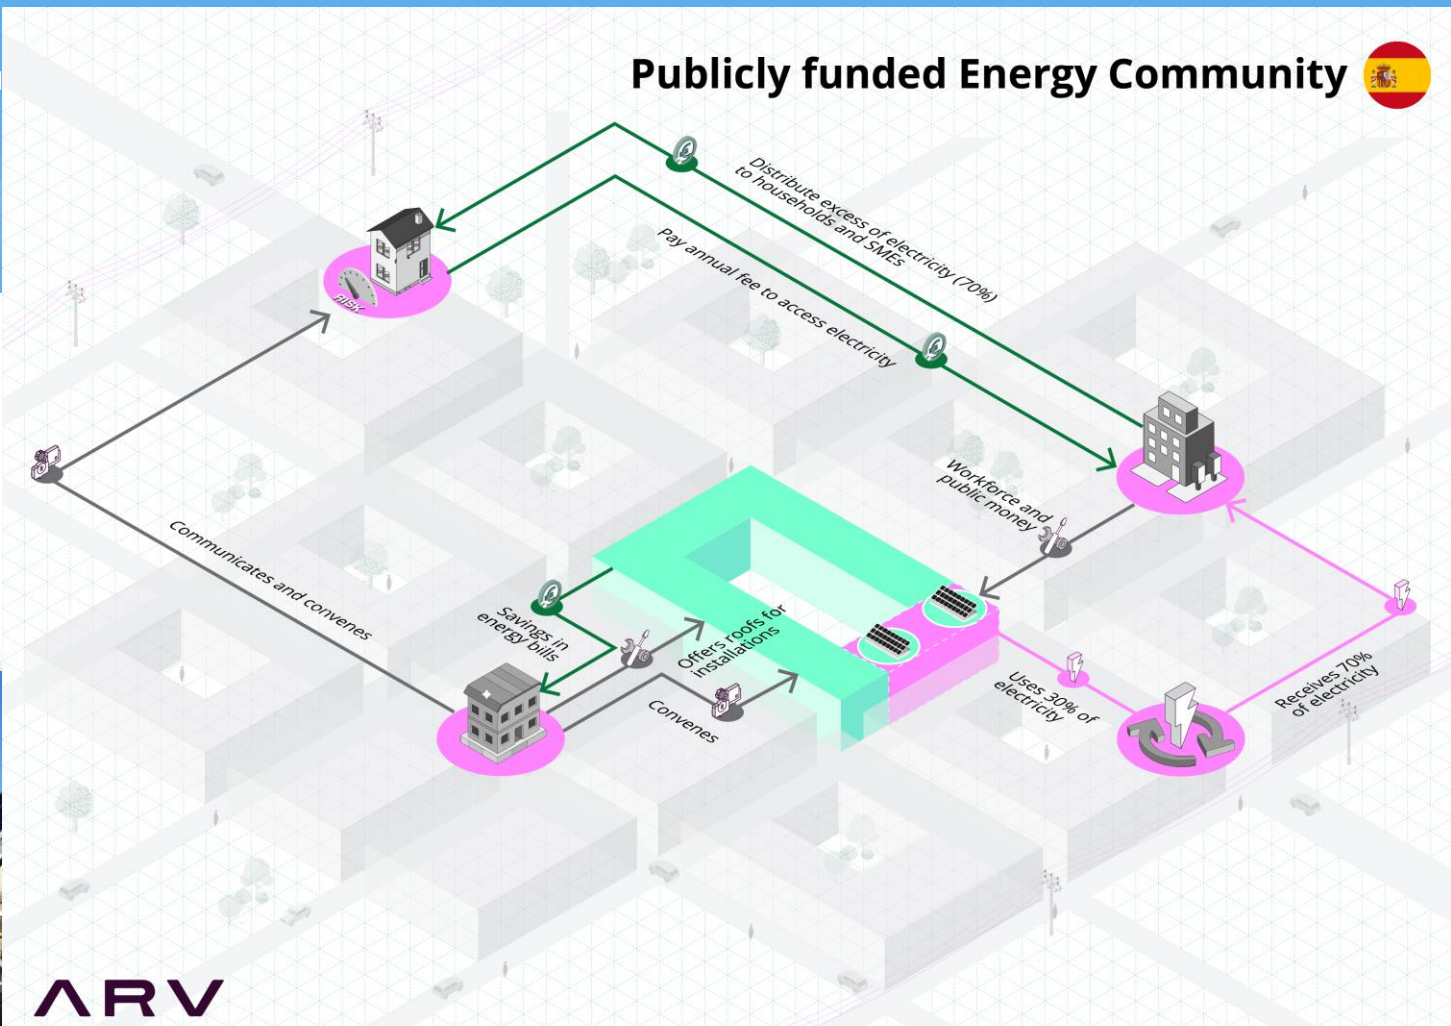 Publicly funded Energy Community
Distribute excess of electricity (70%)
to households and SMEs
Pay annual fee to access electricity
RISK
Workforce and
public money
Communicates and convenes
Savings in
energy bills
Offers roofs for
installations
Convenes
Uses 30% of
electricity
Receives 70%
of electricity
ARV